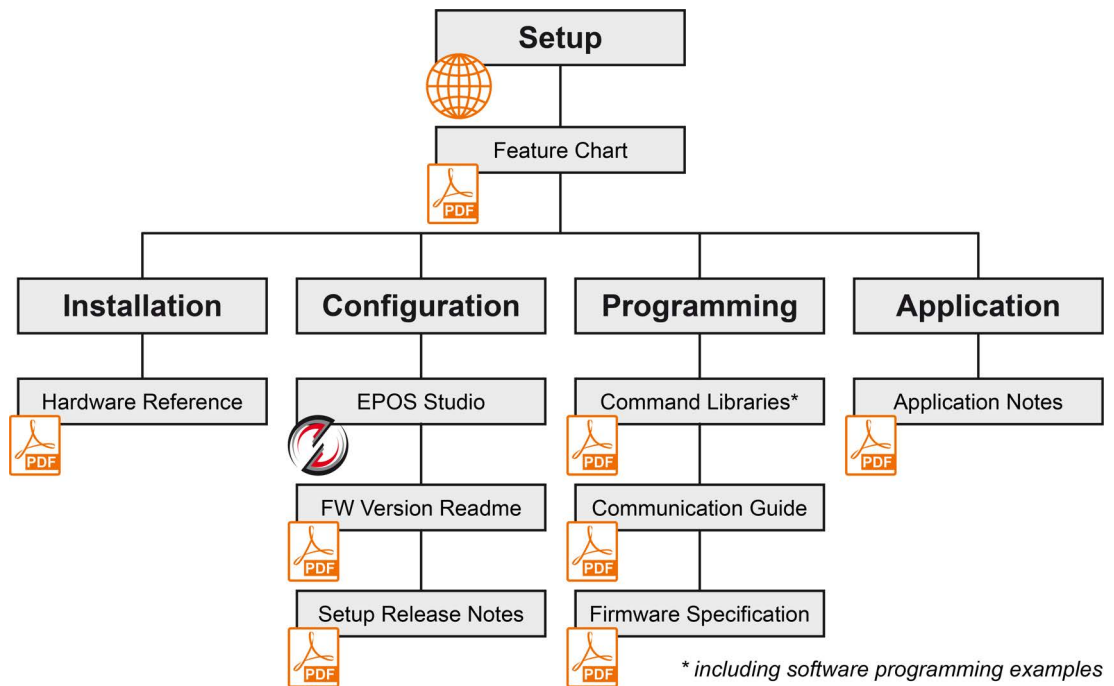 Setup
Feature Chart
PDF
Installation
Configuration
Programming
Application
Hardware Reference
EPOS Studio
Command Libraries*
Application Notes
PDF
PDF
PDF
FW Version Readme
Communication Guide
PDF
PDF
Setup Release Notes
Firmware Specification
PDF
PDF
* including software programming examples